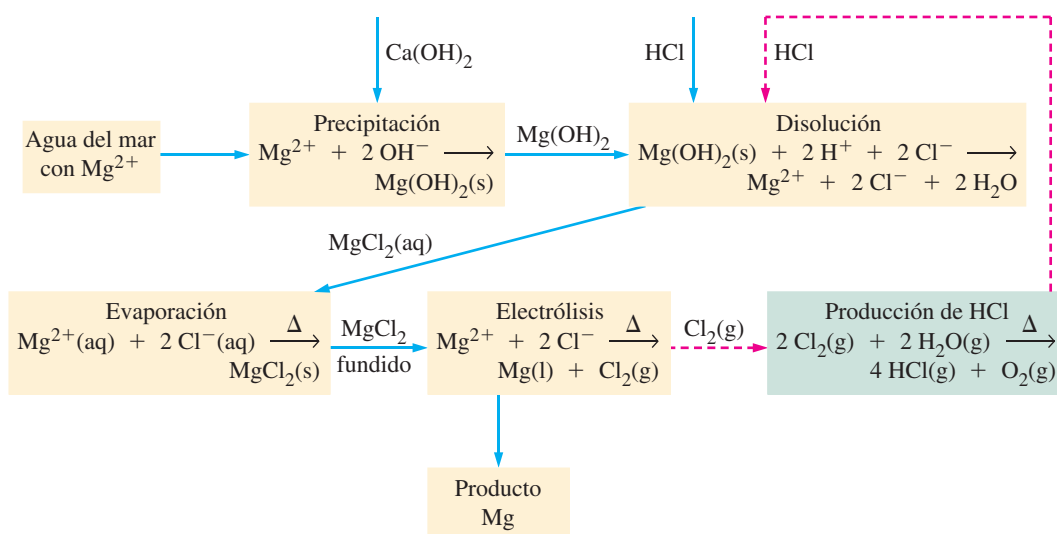 Ca(OH)₂
HCl
HCl
Agua del mar
con Mg²⁺
Precipitación
Mg²⁺ + 2 OH⁻ ⟶
Mg(OH)₂(s)
Mg(OH)₂
Disolución
Mg(OH)₂(s) + 2 H⁺ + 2 Cl⁻ ⟶
Mg²⁺ + 2 Cl⁻ + 2 H₂O
MgCl₂(aq)
Evaporación
Δ
Mg²⁺(aq) + 2 Cl⁻(aq) ⟶
MgCl₂(s)
MgCl₂
fundido
Electrólisis
Δ
Mg²⁺ + 2 Cl⁻ ⟶
Mg(l) + Cl₂(g)
Cl₂(g)
Producción de HCl
Δ
2 Cl₂(g) + 2 H₂O(g) ⟶
4 HCl(g) + O₂(g)
Producto
Mg